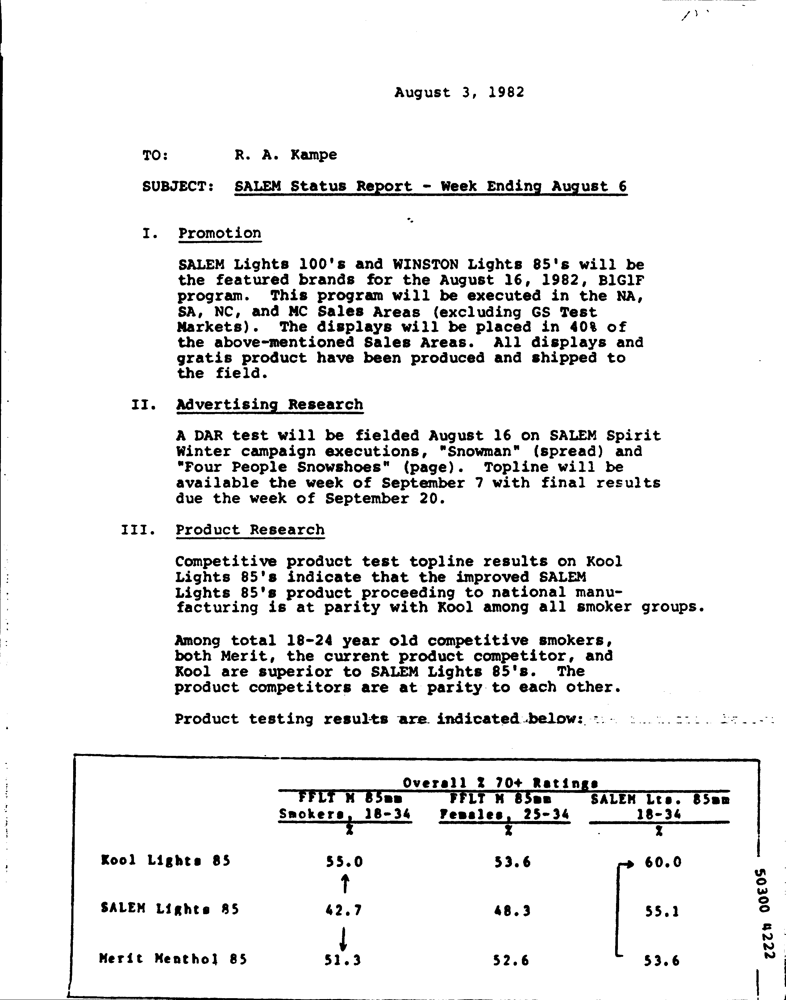 August 3, 1982
TO: R. A. Kampe
SUBJECT: SALEM Status Report - Week Ending August 6
I. Promotion
SALEM Lights 100's and WINSTON Lights 85's will be
the featured brands for the August 16, 1982, B1G1F
program. This program will be executed in the NA,
SA, NC, and MC Sales Areas (excluding GS Test
Markets). The displays will be placed in 40% of
the above-mentioned Sales Areas. All displays and
gratis product have been produced and shipped to
the field.
II. Advertising Research
A DAR test will be fielded August 16 on SALEM Spirit
Winter campaign executions, "Snowman" (spread) and
"Four People Snowshoes" (page). Topline will be
available the week of September 7 with final results
due the week of September 20.
III. Product Research
Competitive product test topline results on Kool
Lights 85's indicate that the improved SALEM
Lights 85's product proceeding to national manu-
facturing is at parity with Kool among all smoker groups.
Among total 18-24 year old competitive smokers,
both Merit, the current product competitor, and
Kool are superior to SALEM Lights 85's. The
product competitors are at parity to each other.
Product testing results are indicated below:
Overall % 70+ Ratings
FFLT M 85mm FFLT M 85mm SALEM Lts. 85mm
Smokers, 18-34 Females, 25-34 18-34
% % %
Kool Lights 85 55.0 53.6 60.0
SALEM Lights 85 42.7 48.3 55.1
Merit Menthol 85 51.3 52.6 53.6
50300 4222